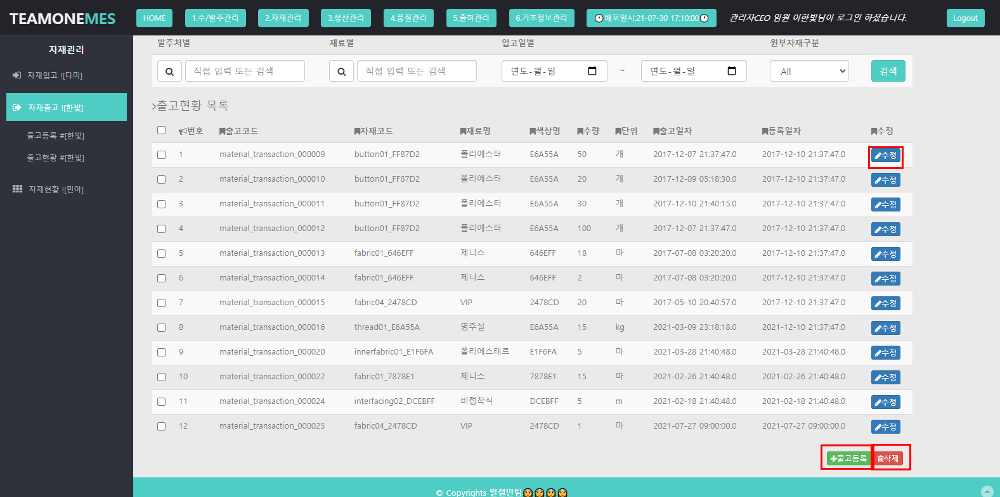 TEAMONEMES HOME 1.수/발주관리 2.자재관리 3.생산관리 4.품질관리 5.출하관리 6.기초정보관리 배포일시:21-07-30 17:10:00 관리자CEO 임원 이한빛님이 로그인 하셨습니다. Logout
자재관리
자재입고 ![다미]
자재출고 ![한빛]
출고등록 #[한빛]
출고현황 #[한빛]
자재현황 ![민아]
발주처별 재료별 입고일별 원부자재구분
직접 입력 또는 검색 직접 입력 또는 검색 연도-월-일 ~ 연도-월-일 All 검색
>출고현황 목록
번호 출고코드 자재코드 재료명 색상명 수량 단위 출고일자 등록일자 수정
1 material_transaction_000009 button01_FF87D2 폴리에스터 E6A55A 50 개 2017-12-07 21:37:47.0 2017-12-10 21:37:47.0 수정
2 material_transaction_000010 button01_FF87D2 폴리에스터 E6A55A 20 개 2017-12-09 05:18:30.0 2017-12-10 21:37:47.0 수정
3 material_transaction_000011 button01_FF87D2 폴리에스터 E6A55A 30 개 2017-12-10 21:40:15.0 2017-12-10 21:37:47.0 수정
4 material_transaction_000012 button01_FF87D2 폴리에스터 E6A55A 100 개 2017-12-07 21:37:47.0 2017-12-10 21:37:47.0 수정
5 material_transaction_000013 fabric01_646EFF 제니스 646EFF 18 마 2017-07-08 03:20:20.0 2017-12-10 21:37:47.0 수정
6 material_transaction_000014 fabric01_646EFF 제니스 646EFF 2 마 2017-07-08 03:20:20.0 2017-12-10 21:37:47.0 수정
7 material_transaction_000015 fabric04_2478CD VIP 2478CD 20 마 2017-05-10 20:40:57.0 2017-12-10 21:37:47.0 수정
8 material_transaction_000016 thread01_E6A55A 명주실 E6A55A 15 kg 2021-03-09 23:18:18.0 2021-12-10 21:37:47.0 수정
9 material_transaction_000020 innerfabric01_E1F6FA 폴리에스테르 E1F6FA 5 마 2021-03-28 21:40:48.0 2021-03-28 21:40:48.0 수정
10 material_transaction_000022 fabric01_7878E1 제니스 7878E1 15 마 2021-02-26 21:40:48.0 2021-02-26 21:40:48.0 수정
11 material_transaction_000024 interfacing02_DCEBFF 비접착식 DCEBFF 5 m 2021-02-18 21:40:48.0 2021-02-18 21:40:48.0 수정
12 material_transaction_000025 fabric04_2478CD VIP 2478CD 1 마 2021-07-27 09:00:00.0 2021-07-27 09:00:00.0 수정
출고등록 삭제
© Copyrights 일절만팀